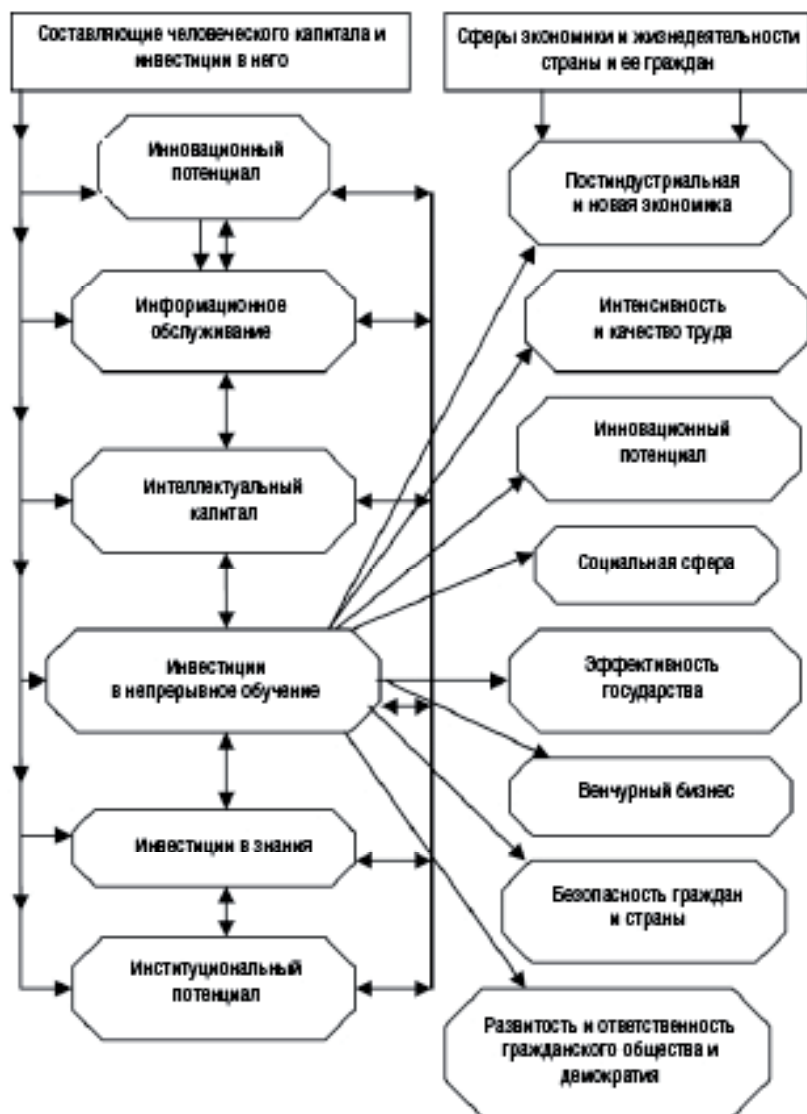 Составляющие человеческого капитала и
инвестиции в него
Сферы экономики и жизнедеятельности
страны и ее граждан
Инновационный
потенциал
Информационное
обслуживание
Интеллектуальный
капитал
Инвестиции
в непрерывное обучение
Инвестиции в знания
Институциональный
потенциал
Постиндустриальная
и новая экономика
Интенсивность
и качество труда
Инновационный
потенциал
Социальная сфера
Эффективность
государства
Венчурный бизнес
Безопасность граждан
и страны
Развитость и ответственность
гражданского общества и
демократия